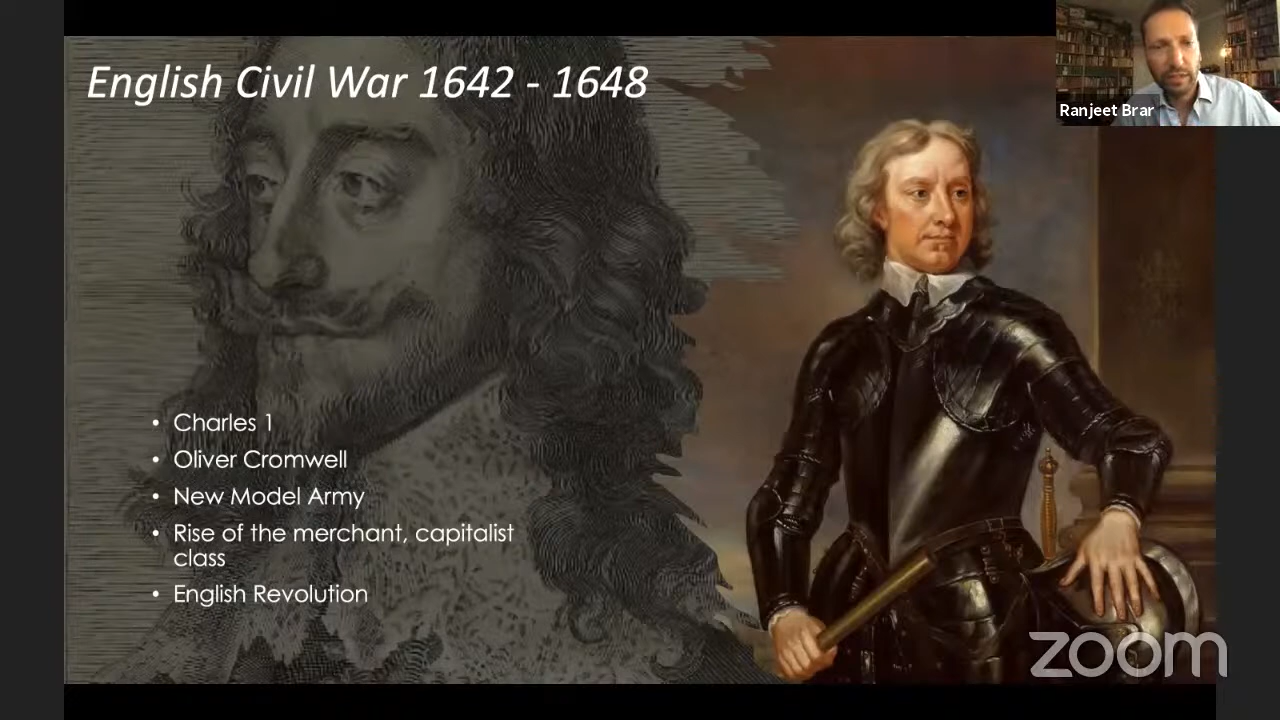 English Civil War 1642 - 1648
Ranjeet Brar
• Charles 1
• Oliver Cromwell
• New Model Army
• Rise of the merchant, capitalist
class
• English Revolution
zoom